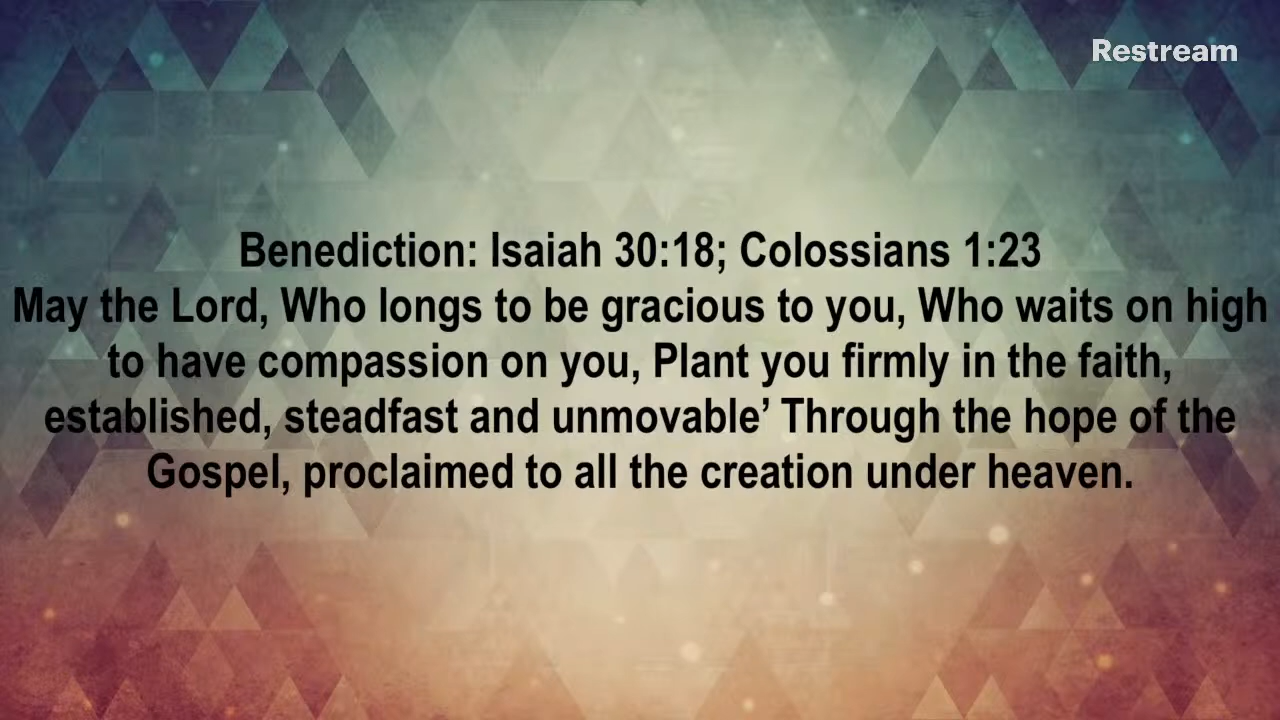 Restream
Benediction: Isaiah 30:18; Colossians 1:23
May the Lord, Who longs to be gracious to you, Who waits on high
to have compassion on you, Plant you firmly in the faith,
established, steadfast and unmovable’ Through the hope of the
Gospel, proclaimed to all the creation under heaven.